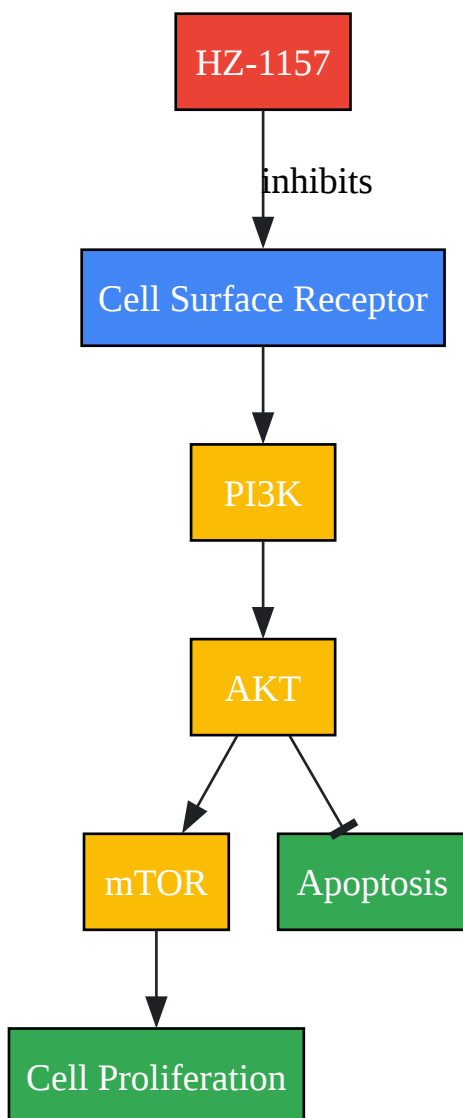 HZ-1157
inhibits
Cell Surface Receptor
PI3K
AKT
mTOR
Apoptosis
Cell Proliferation